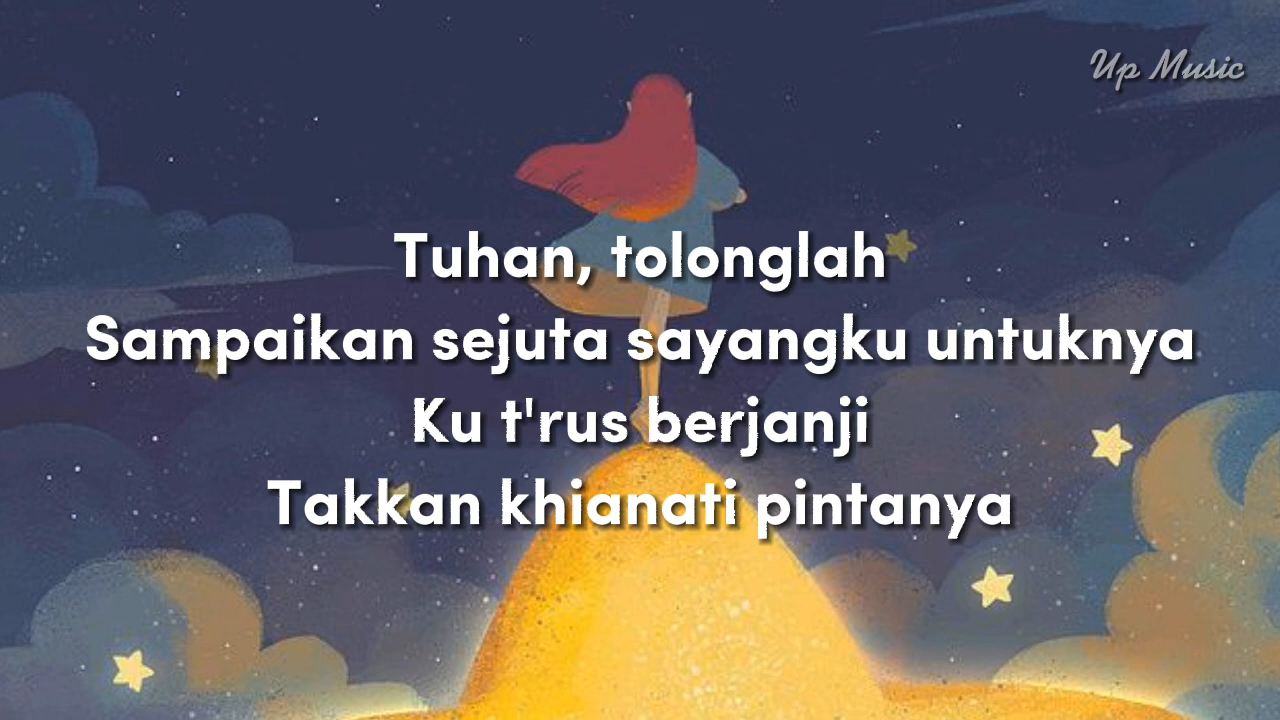 Up Music
Tuhan, tolonglah
Sampaikan sejuta sayangku untuknya
Ku t'rus berjanji
Takkan khianati pintanya